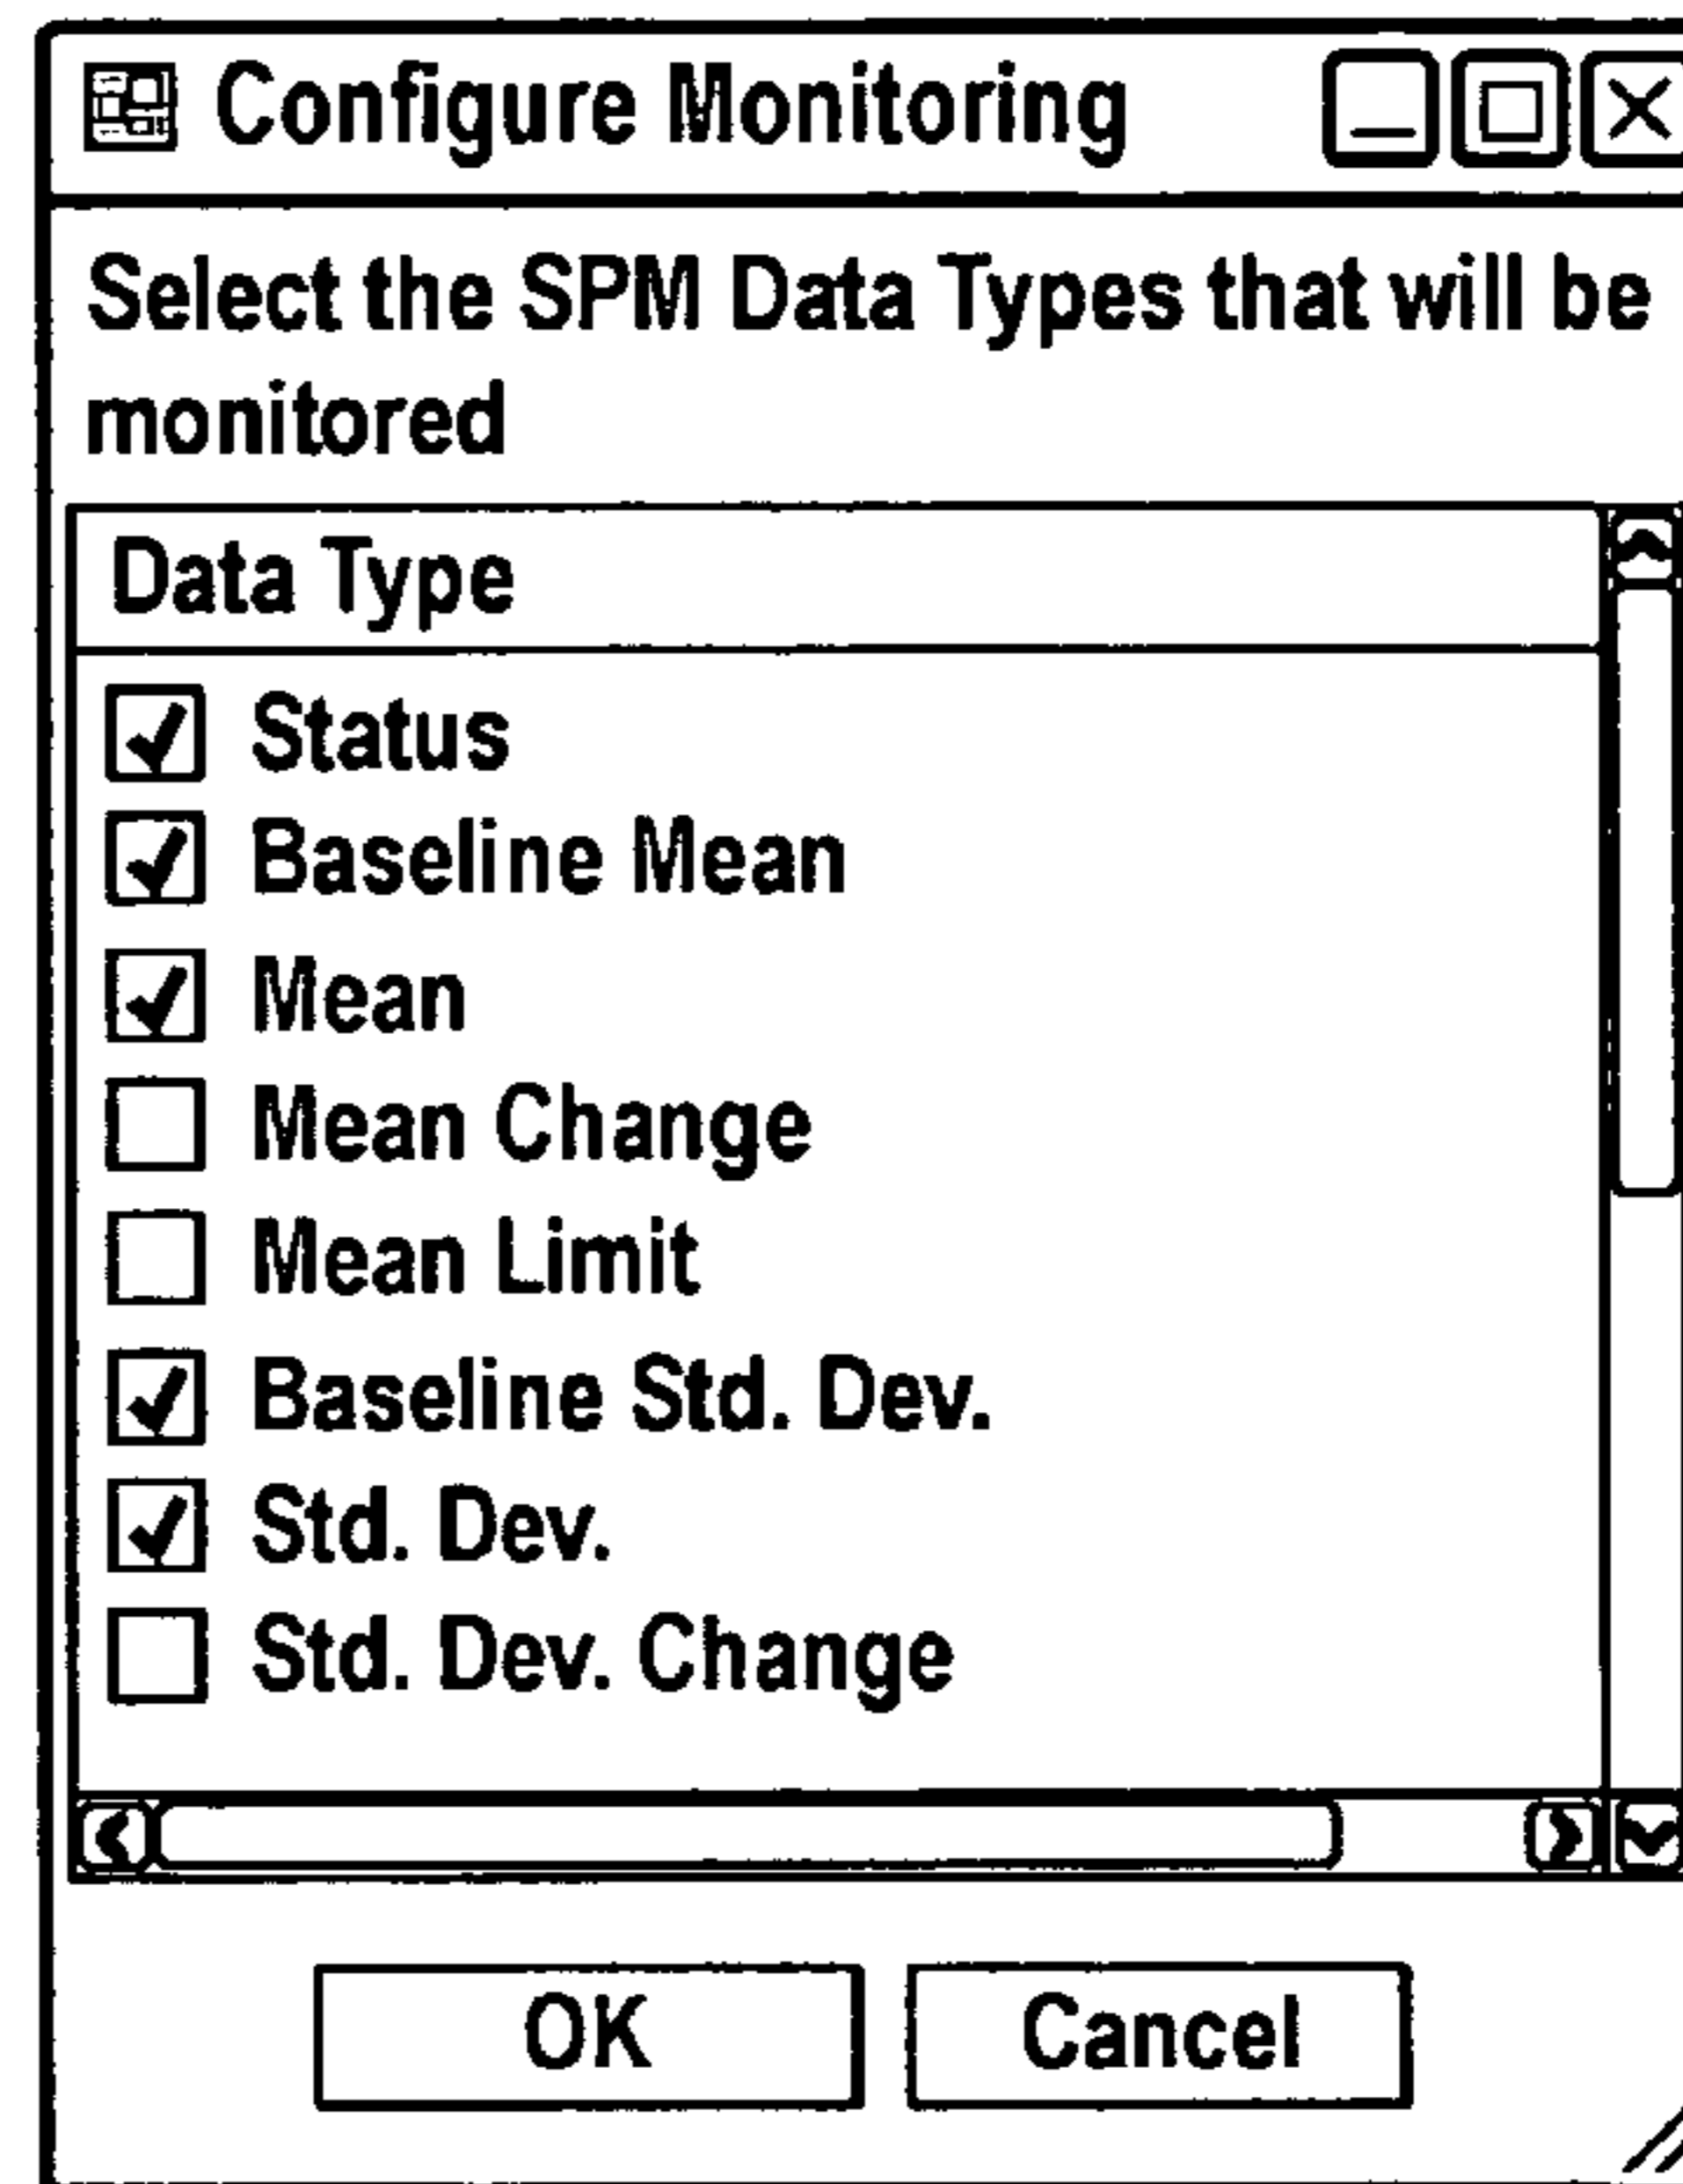 Configure Monitoring
Select the SPM Data Types that will be
monitored
Data Type
Status
Baseline Mean
Mean
Mean Change
Mean Limit
Baseline Std. Dev.
Std. Dev.
Std. Dev. Change
OK
Cancel